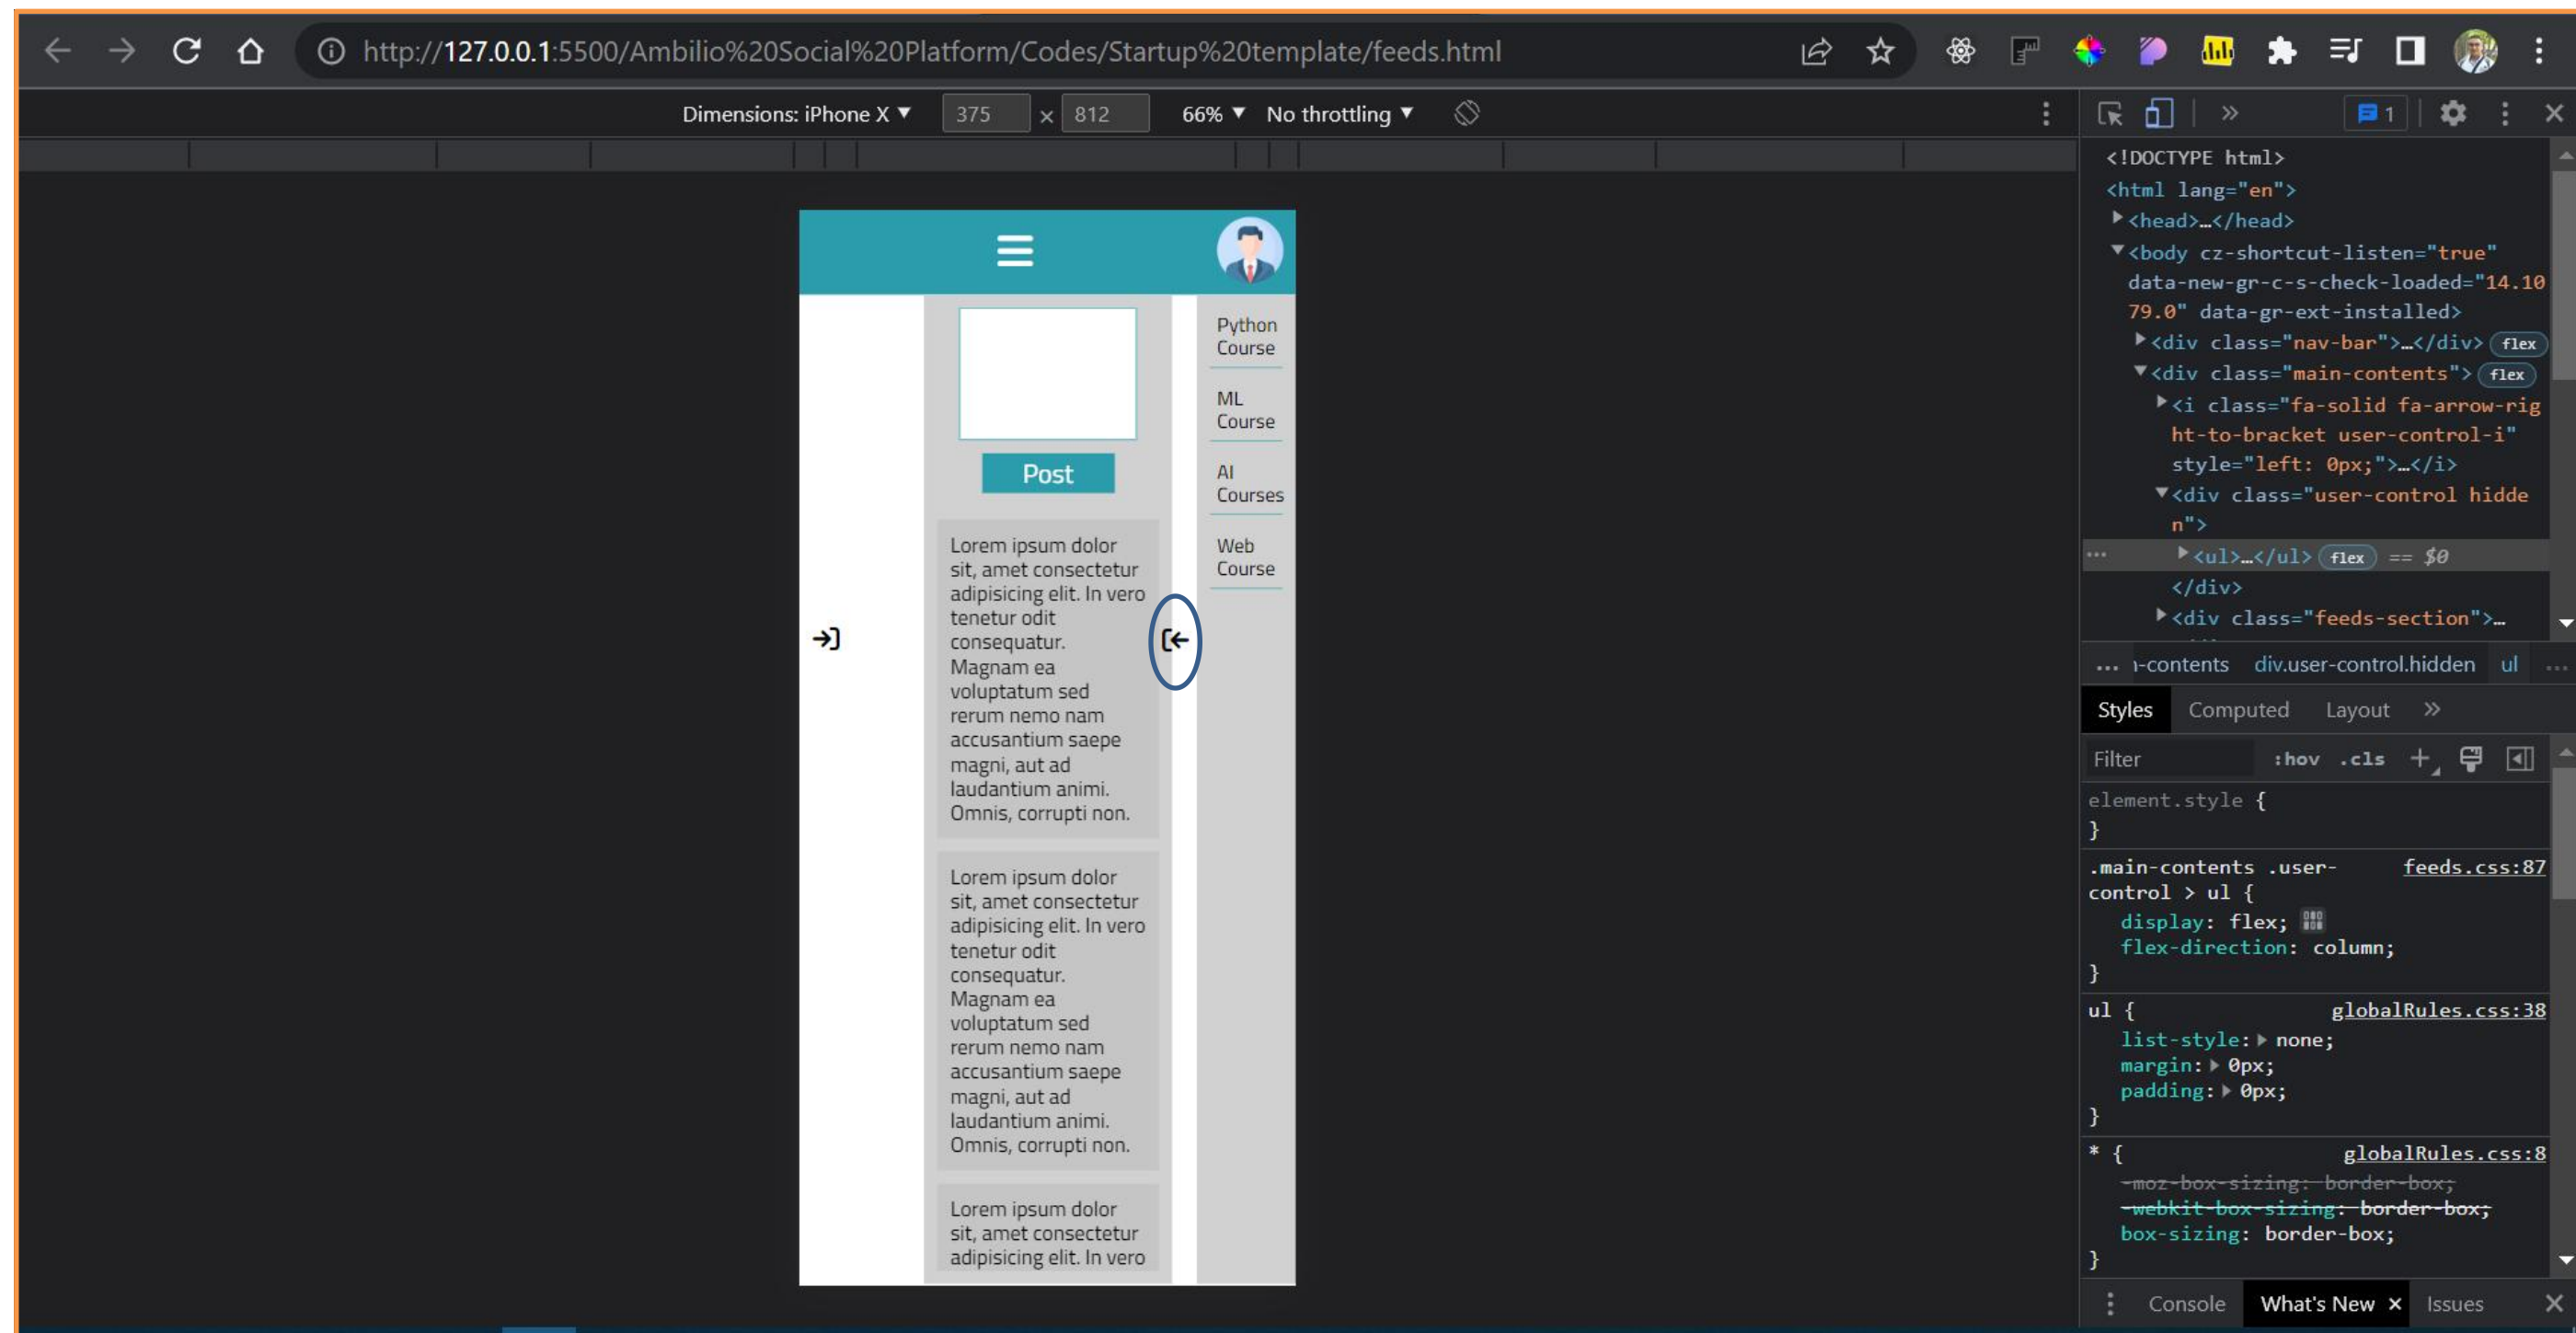 http://127.0.0.1:5500/Ambilio%20Social%20Platform/Codes/Startup%20template/feeds.html
Dimensions: iPhone X ▼ 375 × 812 66% ▼ No throttling ▼
1
Python
Course
ML
Course
AI
Courses
Web
Course
Post
Lorem ipsum dolor
sit, amet consectetur
adipisicing elit. In vero
tenetur odit
consequatur.
Magnam ea
voluptatum sed
rerum nemo nam
accusantium saepe
magni, aut ad
laudantium animi.
Omnis, corrupti non.
Lorem ipsum dolor
sit, amet consectetur
adipisicing elit. In vero
tenetur odit
consequatur.
Magnam ea
voluptatum sed
rerum nemo nam
accusantium saepe
magni, aut ad
laudantium animi.
Omnis, corrupti non.
Lorem ipsum dolor
sit, amet consectetur
adipisicing elit. In vero
<!DOCTYPE html>
<html lang="en">
<head>…</head>
<body cz-shortcut-listen="true"
data-new-gr-c-s-check-loaded="14.10
79.0" data-gr-ext-installed>
<div class="nav-bar">…</div> flex
<div class="main-contents"> flex
<i class="fa-solid fa-arrow-rig
ht-to-bracket user-control-i"
style="left: 0px;">…</i>
<div class="user-control hidde
n">
… <ul>…</ul> flex == $0
</div>
<div class="feeds-section">…
… -contents div.user-control.hidden ul …
Styles Computed Layout »
Filter :hov .cls +
element.style {
}
.main-contents .user- feeds.css:87
control > ul {
display: flex;
flex-direction: column;
}
ul { globalRules.css:38
list-style: none;
margin: 0px;
padding: 0px;
}
* { globalRules.css:8
-moz-box-sizing: border-box;
-webkit-box-sizing: border-box;
box-sizing: border-box;
}
Console What's New × Issues